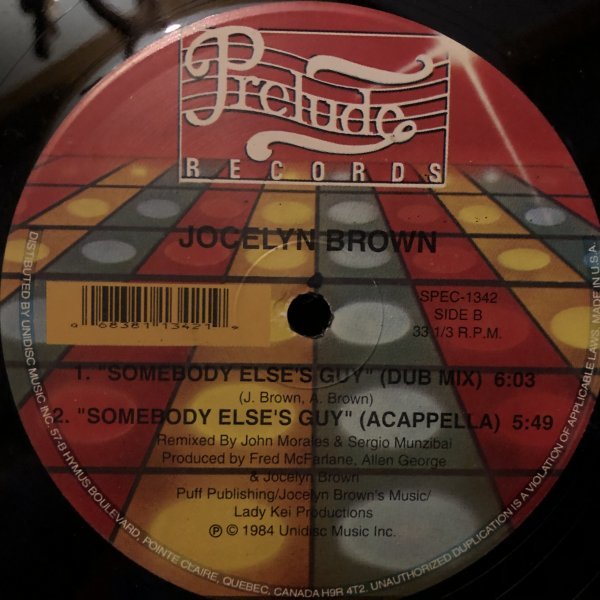 Prelude
RECORDS
JOCELYN BROWN
SPEC-1342
SIDE B
33 1/3 R.P.M.
9 68381 13421 9
1. "SOMEBODY ELSE'S GUY" (DUB MIX) 6:03
(J. Brown, A. Brown)
2. "SOMEBODY ELSE'S GUY" (ACAPPELLA) 5:49
Remixed By John Morales & Sergio Munzibai
Produced by Fred McFarlane, Allen George
& Jocelyn Brown
Puff Publishing/Jocelyn Brown's Music/
Lady Kei Productions
℗ © 1984 Unidisc Music Inc.
DISTRIBUTED BY UNIDISC MUSIC INC. 57-B HYMUS BOULEVARD, POINTE CLAIRE, QUEBEC, CANADA H9R 4T2. UNAUTHORIZED DUPLICATION IS A VIOLATION OF APPLICABLE LAWS. MADE IN U.S.A.